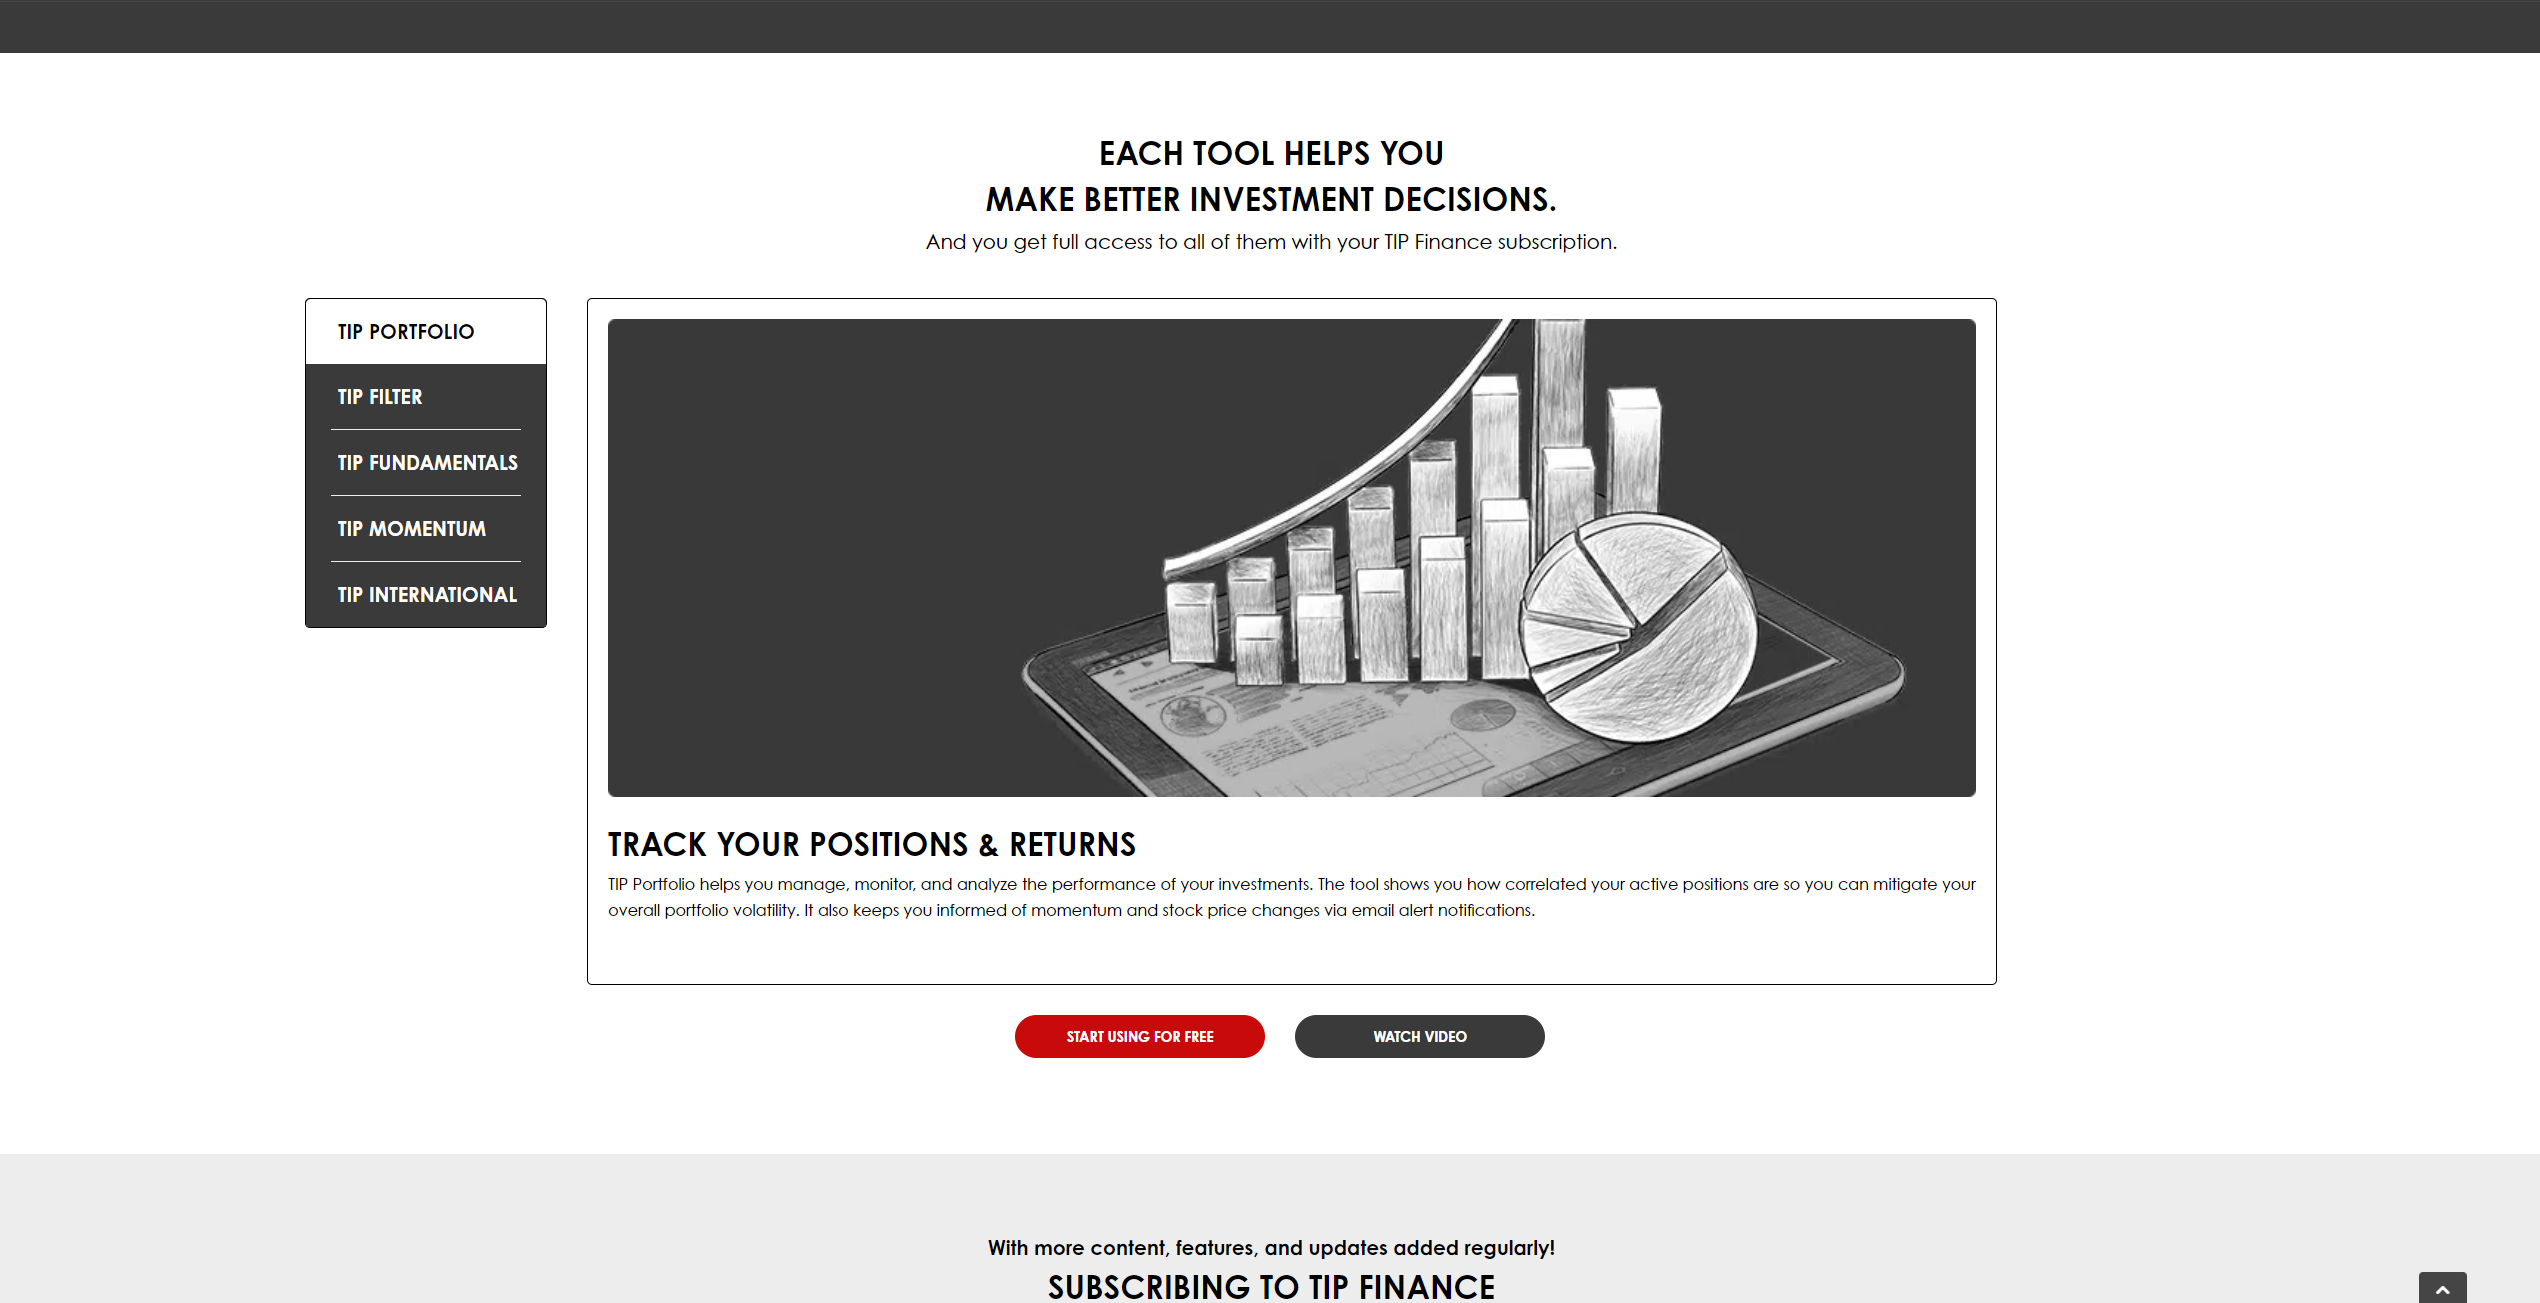 EACH TOOL HELPS YOU
MAKE BETTER INVESTMENT DECISIONS.
And you get full access to all of them with your TIP Finance subscription.
TIP PORTFOLIO
TIP FILTER
TIP FUNDAMENTALS
TIP MOMENTUM
TIP INTERNATIONAL
TRACK YOUR POSITIONS & RETURNS
TIP Portfolio helps you manage, monitor, and analyze the performance of your investments. The tool shows you how correlated your active positions are so you can mitigate your
overall portfolio volatility. It also keeps you informed of momentum and stock price changes via email alert notifications.
START USING FOR FREE
WATCH VIDEO
With more content, features, and updates added regularly!
SUBSCRIBING TO TIP FINANCE